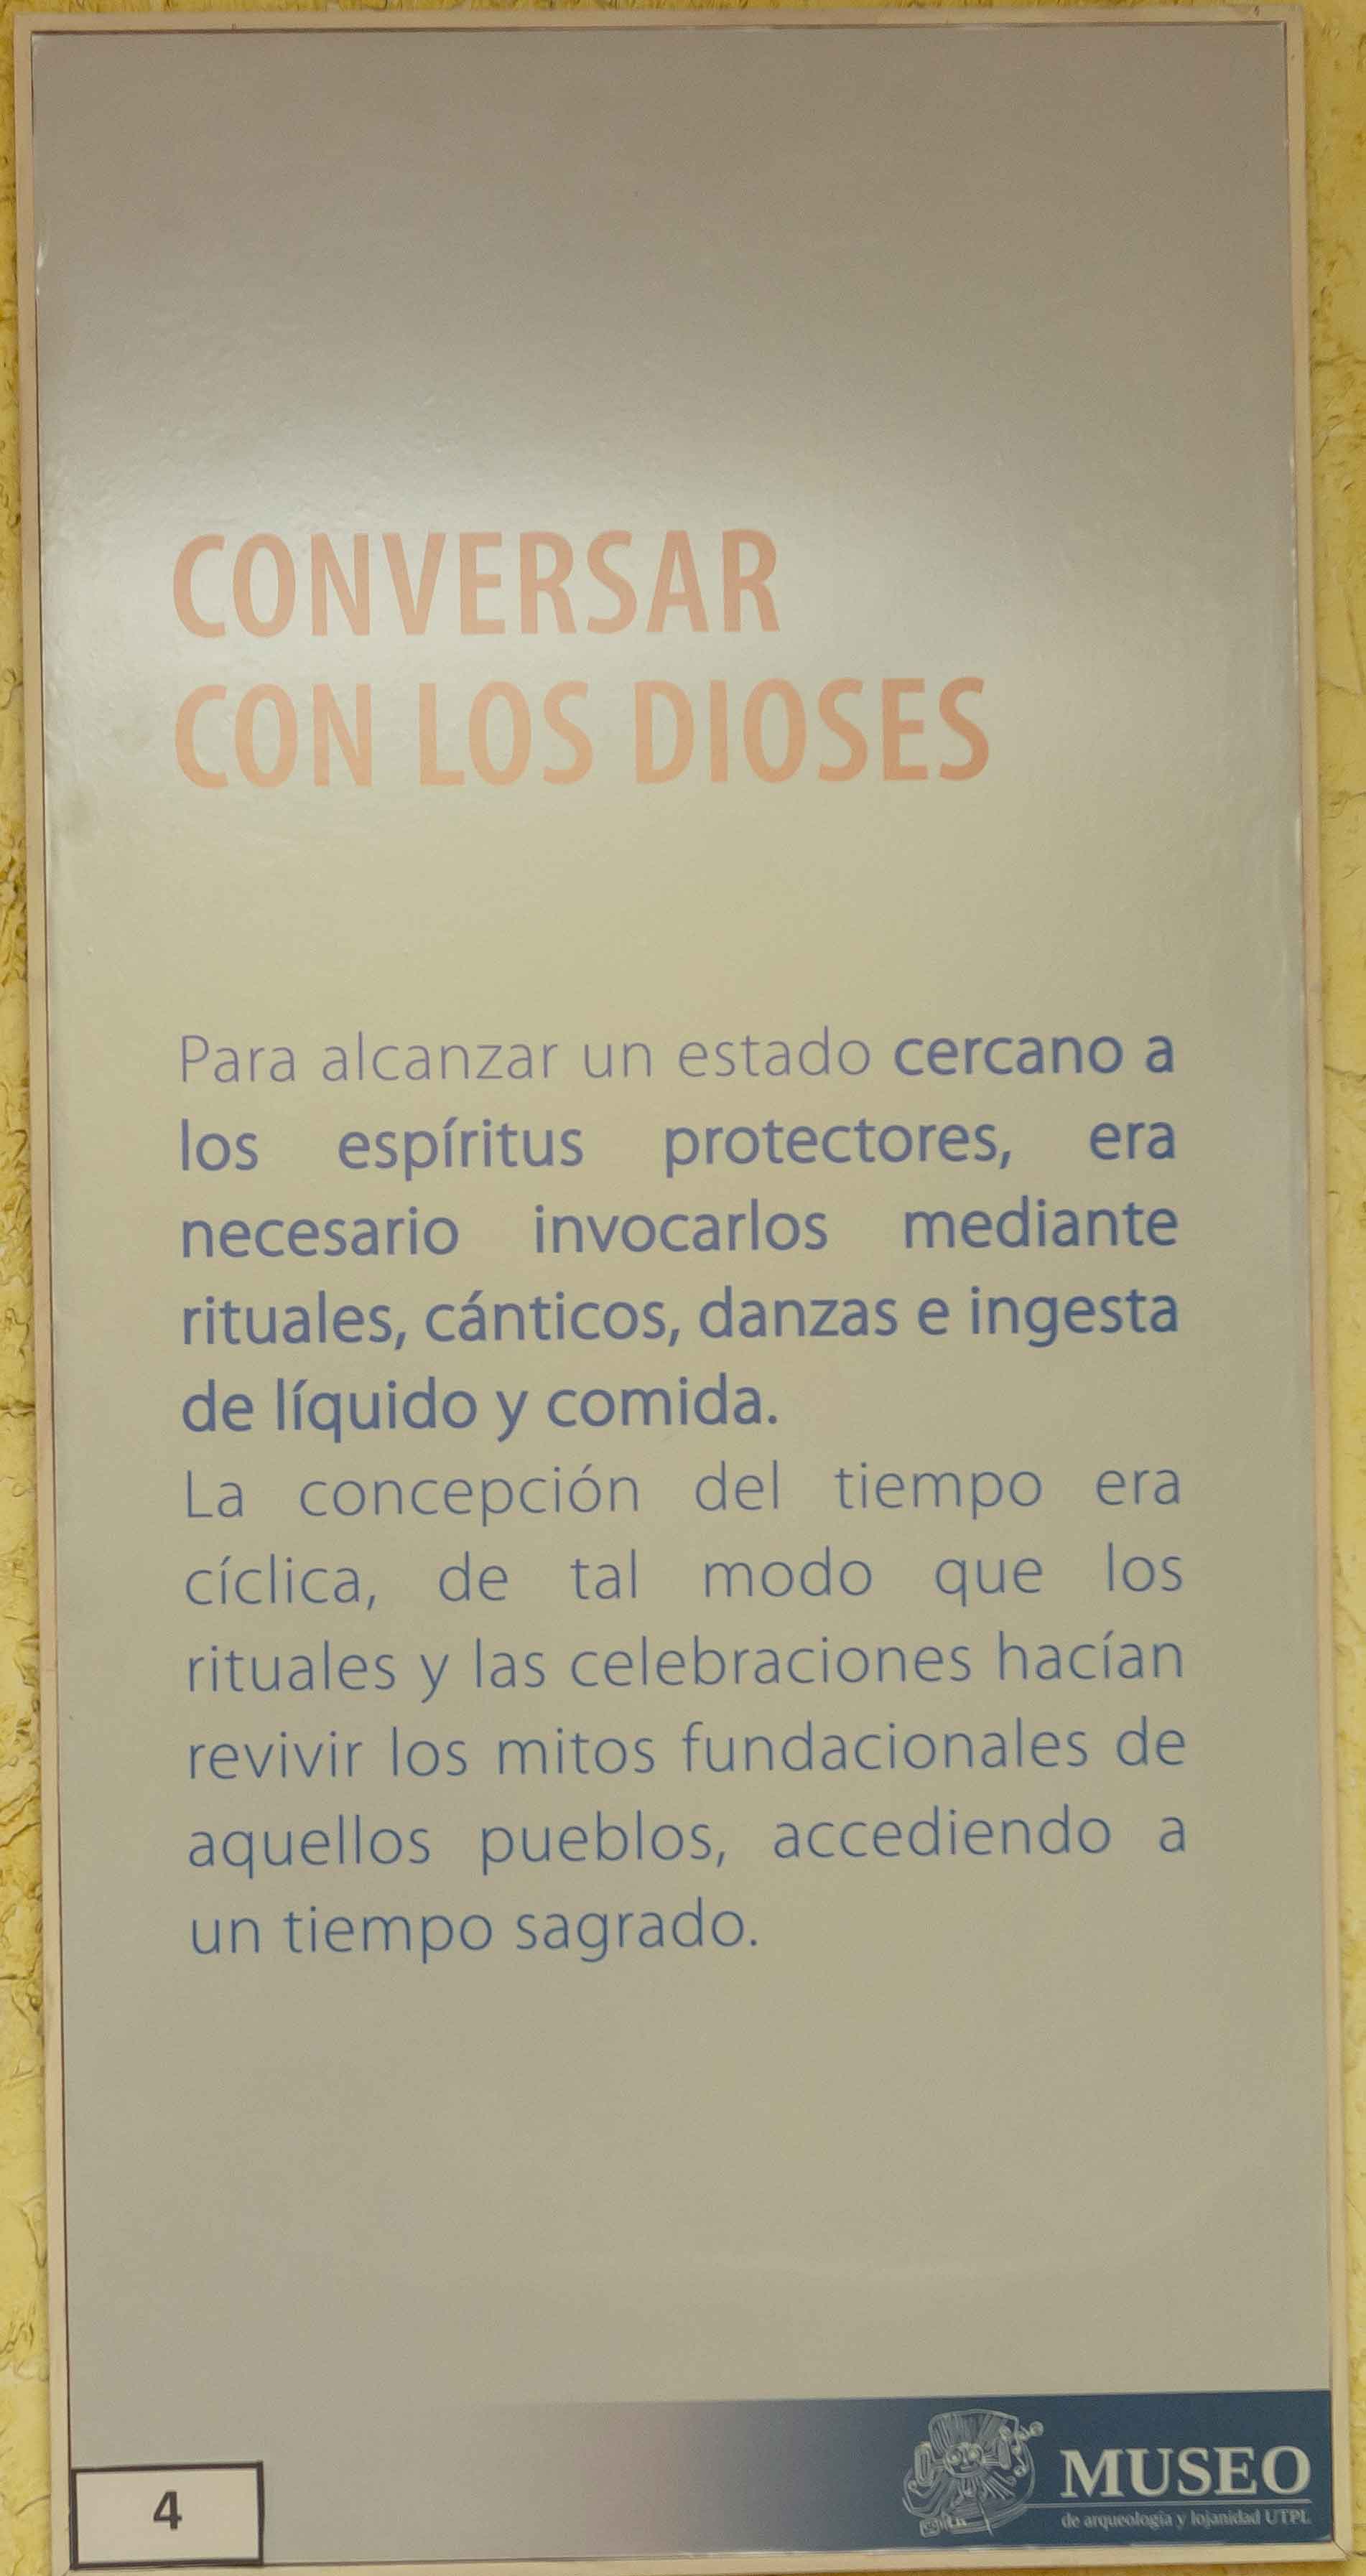 CONVERSAR
CON LOS DIOSES
Para alcanzar un estado cercano a
los espíritus protectores, era
necesario invocarlos mediante
rituales, cánticos, danzas e ingesta
de líquido y comida.
La concepción del tiempo era
cíclica, de tal modo que los
rituales y las celebraciones hacían
revivir los mitos fundacionales de
aquellos pueblos, accediendo a
un tiempo sagrado.
4
MUSEO
de arqueología y lojanidad UTPL